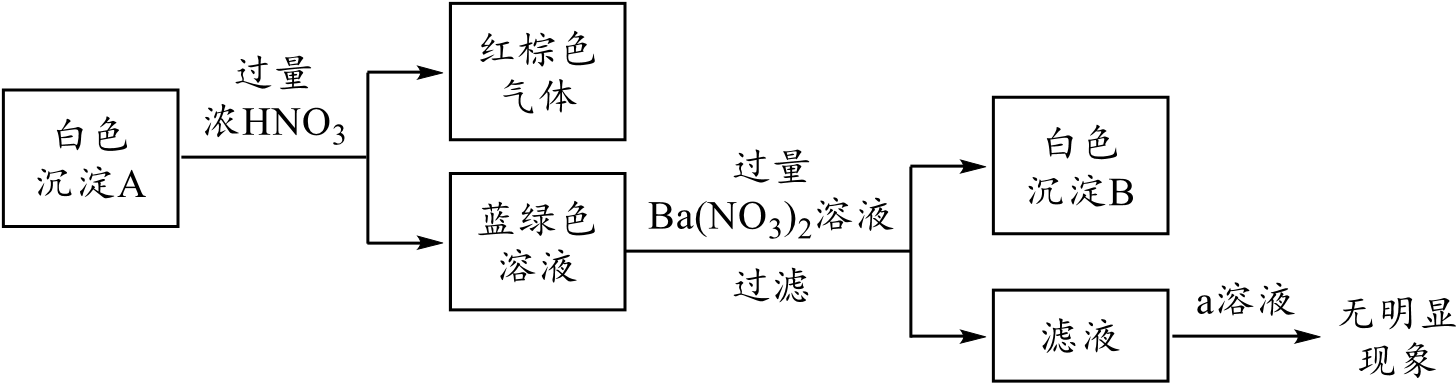 白色
沉淀A
过量
浓HNO₃
红棕色
气体
蓝绿色
溶液
过量
Ba(NO₃)₂溶液
过滤
白色
沉淀B
滤液
a溶液
无明显
现象